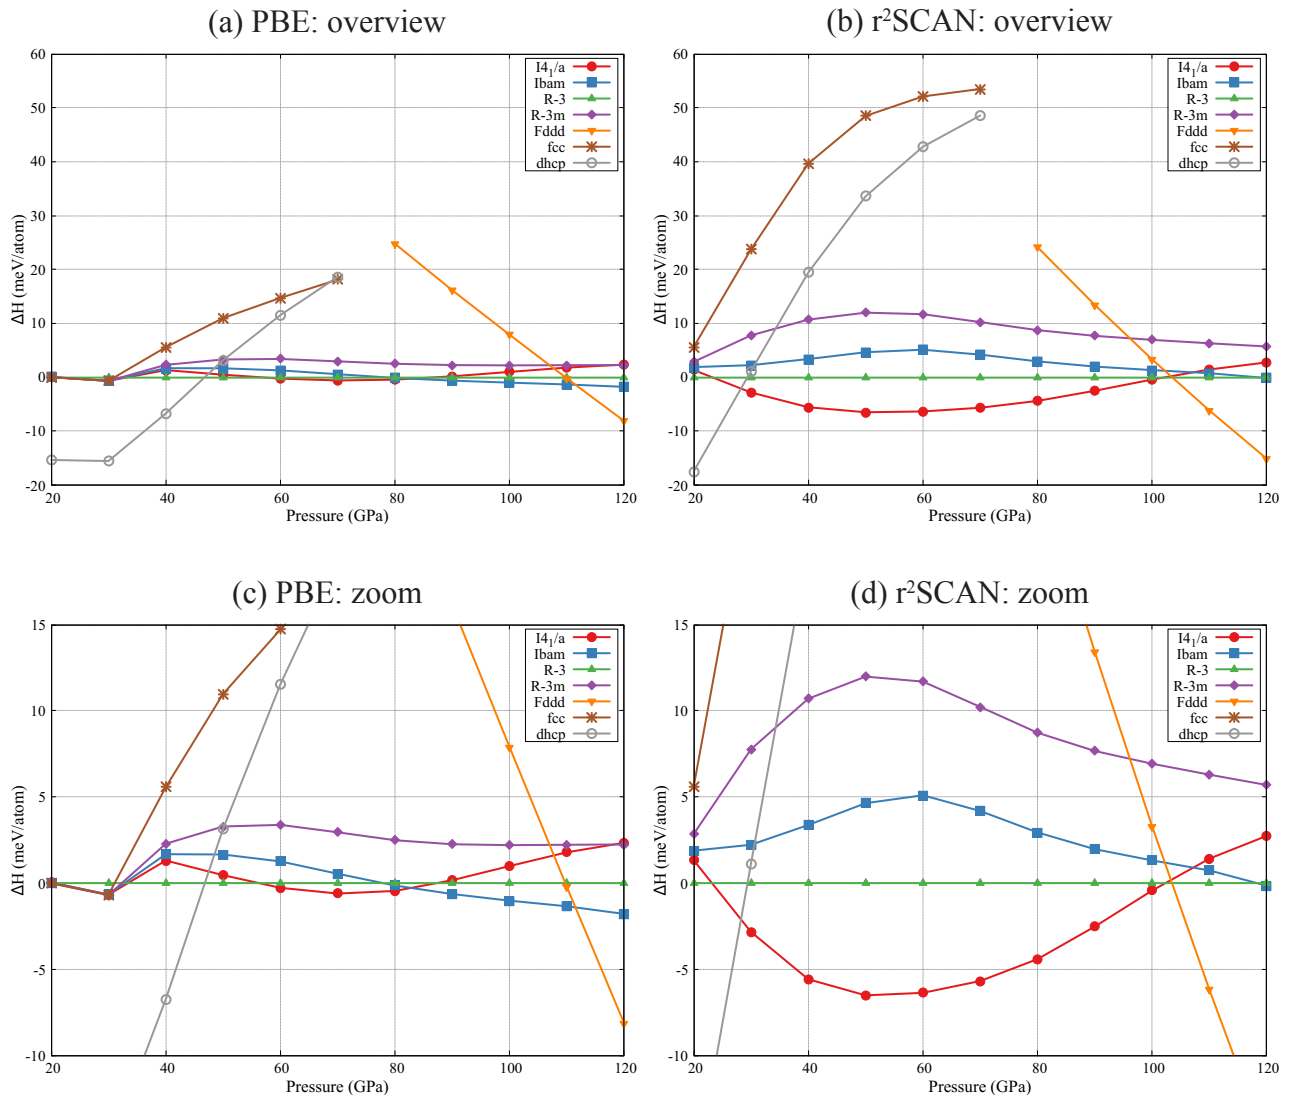 (a) PBE: overview
60
50
40
30
20
10
0
-10
-20
ΔH (meV/atom)
20
40
60
80
100
120
Pressure (GPa)
I4₁/a
Ibam
R-3
R-3m
Fddd
fcc
dhcp
(b) r²SCAN: overview
60
50
40
30
20
10
0
-10
-20
ΔH (meV/atom)
20
40
60
80
100
120
Pressure (GPa)
I4₁/a
Ibam
R-3
R-3m
Fddd
fcc
dhcp
(c) PBE: zoom
15
10
5
0
-5
-10
ΔH (meV/atom)
20
40
60
80
100
120
Pressure (GPa)
I4₁/a
Ibam
R-3
R-3m
Fddd
fcc
dhcp
(d) r²SCAN: zoom
15
10
5
0
-5
-10
ΔH (meV/atom)
20
40
60
80
100
120
Pressure (GPa)
I4₁/a
Ibam
R-3
R-3m
Fddd
fcc
dhcp